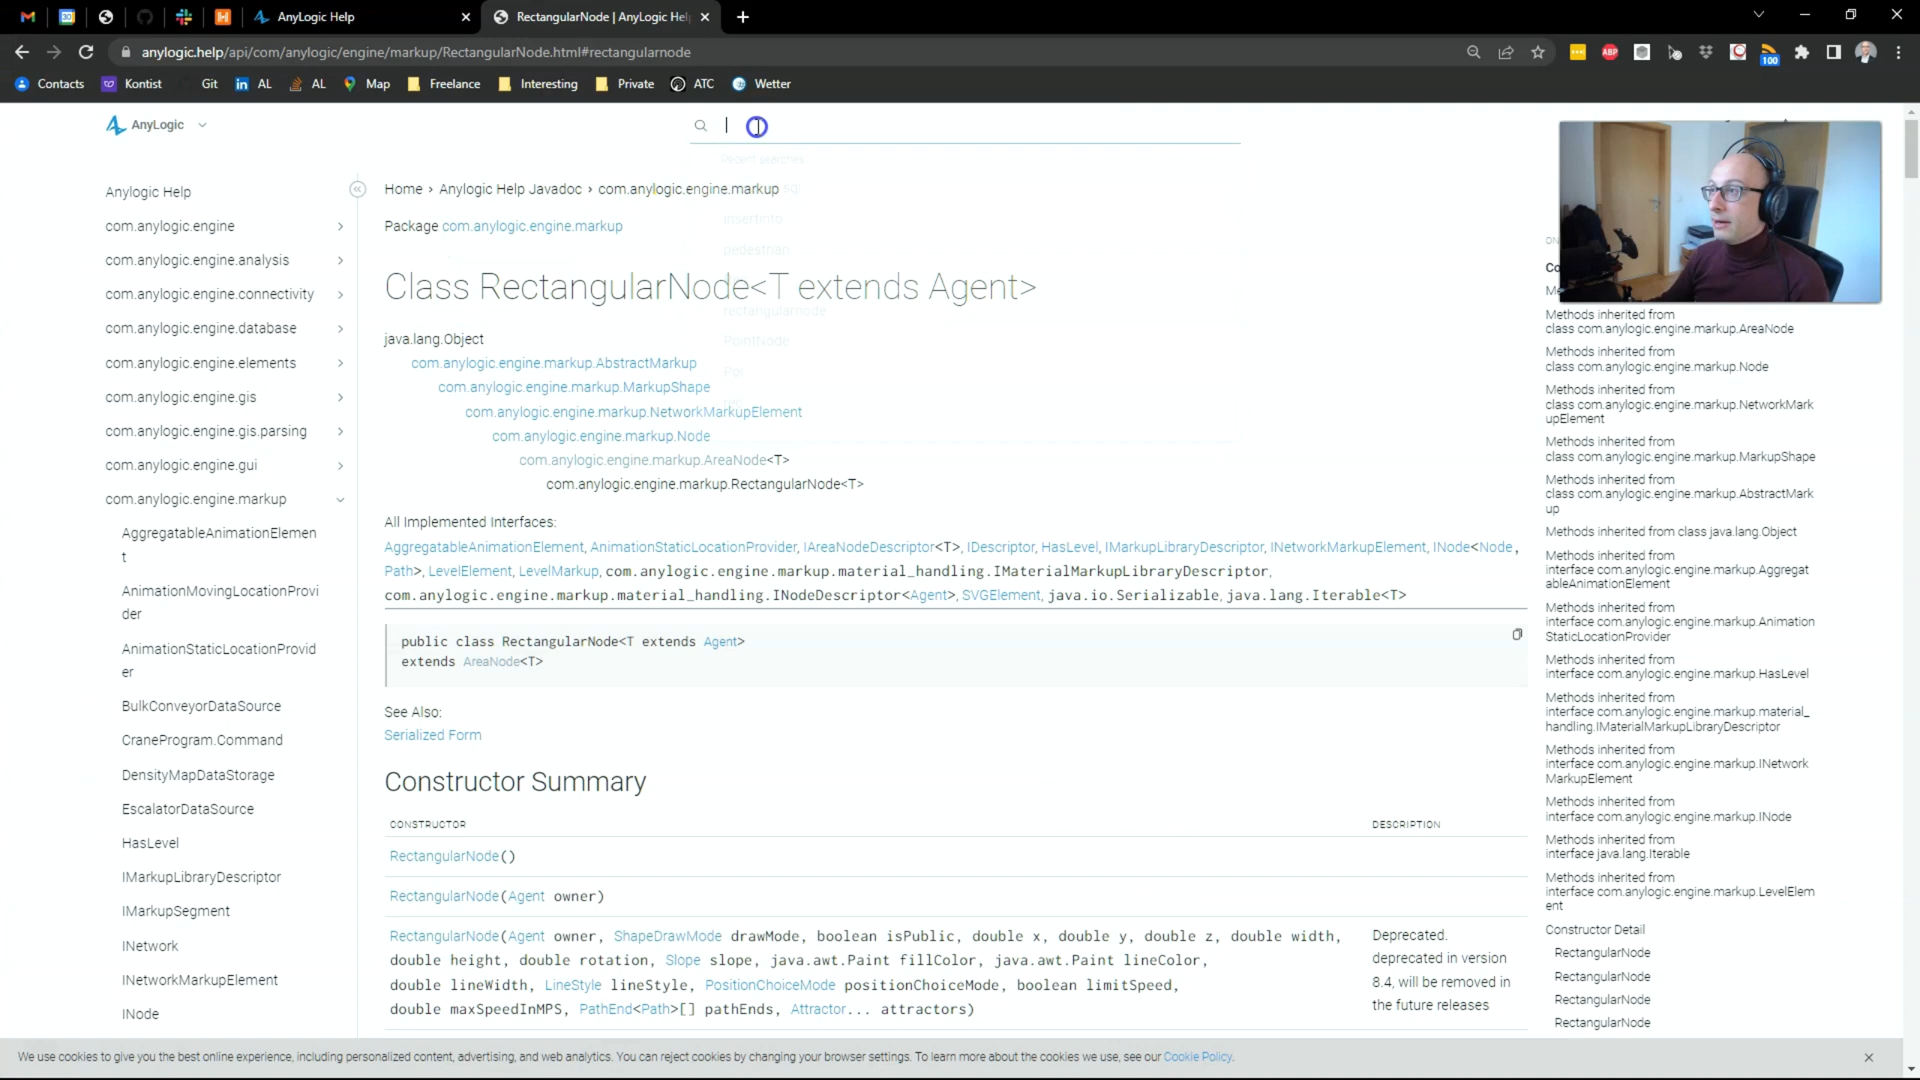 AnyLogic Help
RectangularNode | AnyLogic Hel
anylogic.help/api/com/anylogic/engine/markup/RectangularNode.html#rectangularnode
ABP
100
Contacts
Kontist
Git
AL
AL
Map
Freelance
Interesting
Private
ATC
Wetter
AnyLogic
Recent searches
sql
insertinto
pedestrian
rectangularnode
PointNode
Poi
Anylogic Help
com.anylogic.engine
com.anylogic.engine.analysis
com.anylogic.engine.connectivity
com.anylogic.engine.database
com.anylogic.engine.elements
com.anylogic.engine.gis
com.anylogic.engine.gis.parsing
com.anylogic.engine.gui
com.anylogic.engine.markup
AggregatableAnimationElemen
t
AnimationMovingLocationProvi
der
AnimationStaticLocationProvid
er
BulkConveyorDataSource
CraneProgram.Command
DensityMapDataStorage
EscalatorDataSource
HasLevel
IMarkupLibraryDescriptor
IMarkupSegment
INetwork
INetworkMarkupElement
INode
Home › Anylogic Help Javadoc › com.anylogic.engine.markup
Package com.anylogic.engine.markup
Class RectangularNode<T extends Agent>
java.lang.Object
com.anylogic.engine.markup.AbstractMarkup
com.anylogic.engine.markup.MarkupShape
com.anylogic.engine.markup.NetworkMarkupElement
com.anylogic.engine.markup.Node
com.anylogic.engine.markup.AreaNode<T>
com.anylogic.engine.markup.RectangularNode<T>
All Implemented Interfaces:
AggregatableAnimationElement, AnimationStaticLocationProvider, IAreaNodeDescriptor<T>, IDescriptor, HasLevel, IMarkupLibraryDescriptor, INetworkMarkupElement, INode<Node,
Path>, LevelElement, LevelMarkup, com.anylogic.engine.markup.material_handling.IMaterialMarkupLibraryDescriptor,
com.anylogic.engine.markup.material_handling.INodeDescriptor<Agent>, SVGElement, java.io.Serializable, java.lang.Iterable<T>
public class RectangularNode<T extends Agent>
extends AreaNode<T>
See Also:
Serialized Form
Constructor Summary
CONSTRUCTOR
DESCRIPTION
RectangularNode()
RectangularNode(Agent owner)
RectangularNode(Agent owner, ShapeDrawMode drawMode, boolean isPublic, double x, double y, double z, double width,
double height, double rotation, Slope slope, java.awt.Paint fillColor, java.awt.Paint lineColor,
double lineWidth, LineStyle lineStyle, PositionChoiceMode positionChoiceMode, boolean limitSpeed,
double maxSpeedInMPS, PathEnd<Path>[] pathEnds, Attractor... attractors)
Deprecated.
deprecated in version
8.4, will be removed in
the future releases
ON
Co
Me
Methods inherited from
class com.anylogic.engine.markup.AreaNode
Methods inherited from
class com.anylogic.engine.markup.Node
Methods inherited from
class com.anylogic.engine.markup.NetworkMark
upElement
Methods inherited from
class com.anylogic.engine.markup.MarkupShape
Methods inherited from
class com.anylogic.engine.markup.AbstractMark
up
Methods inherited from class java.lang.Object
Methods inherited from
interface com.anylogic.engine.markup.Aggregat
ableAnimationElement
Methods inherited from
interface com.anylogic.engine.markup.Animation
StaticLocationProvider
Methods inherited from
interface com.anylogic.engine.markup.HasLevel
Methods inherited from
interface com.anylogic.engine.markup.material_
handling.IMaterialMarkupLibraryDescriptor
Methods inherited from
interface com.anylogic.engine.markup.INetwork
MarkupElement
Methods inherited from
interface com.anylogic.engine.markup.INode
Methods inherited from
interface java.lang.Iterable
Methods inherited from
interface com.anylogic.engine.markup.LevelElem
ent
Constructor Detail
RectangularNode
RectangularNode
RectangularNode
RectangularNode
We use cookies to give you the best online experience, including personalized content, advertising, and web analytics. You can reject cookies by changing your browser settings. To learn more about the cookies we use, see our Cookie Policy.